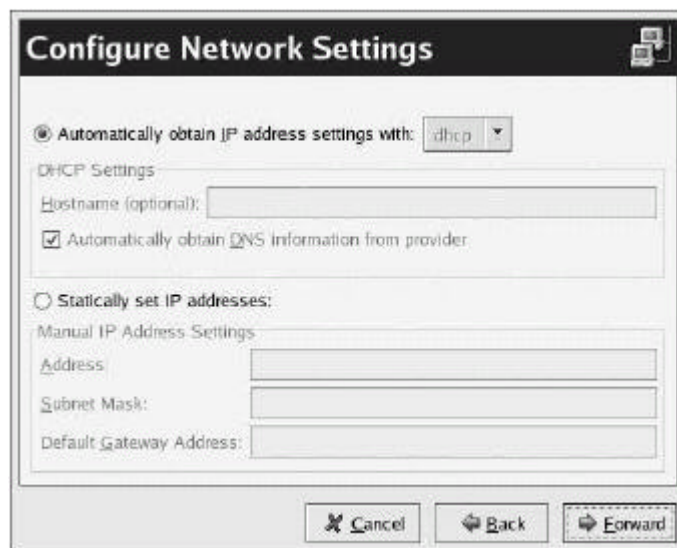 Configure Network Settings
Automatically obtain IP address settings with: dhcp
DHCP Settings
Hostname (optional):
Automatically obtain DNS information from provider
Statically set IP addresses:
Manual IP Address Settings
Address:
Subnet Mask:
Default Gateway Address:
Cancel Back Forward